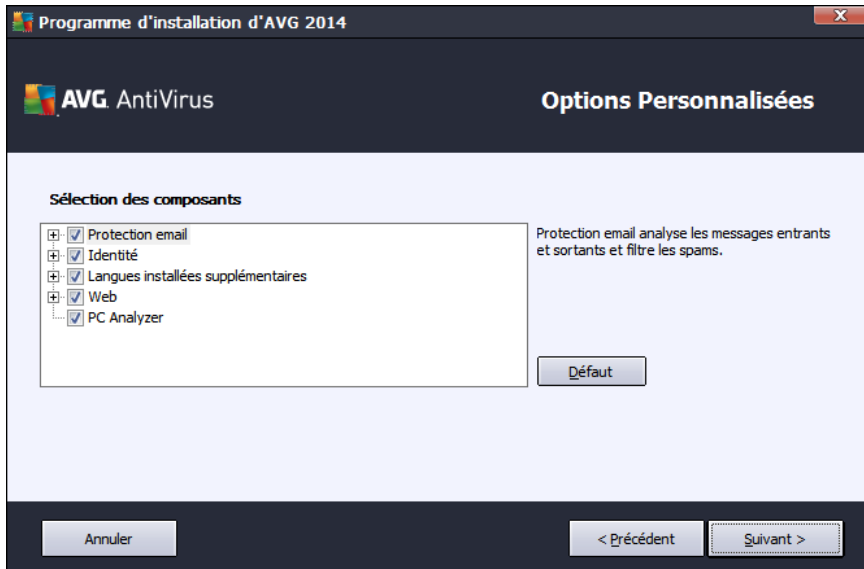 Programme d'installation d'AVG 2014
X
AVG. AntiVirus
Options Personnalisées
Sélection des composants
Protection email
Identité
Langues installées supplémentaires
Web
PC Analyzer
Protection email analyse les messages entrants
et sortants et filtre les spams.
Défaut
Annuler
< Précédent
Suivant >